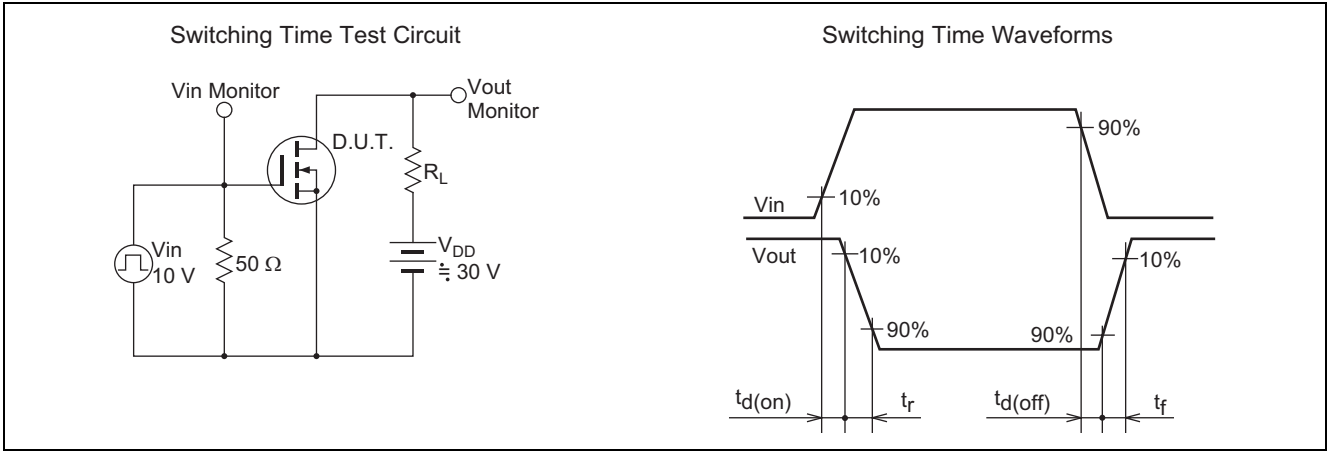 Switching Time Test Circuit
Vin Monitor
Vout
Monitor
D.U.T.
RL
Vin
10 V
50 Ω
VDD
≒ 30 V
Switching Time Waveforms
Vin
10%
90%
Vout
10%
90%
90%
10%
td(on)
tr
td(off)
tf